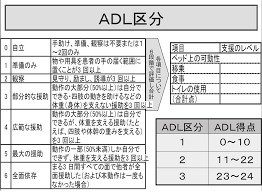 ADL区分
0 自立 手助け、準備、観察は不要または1~2回のみ
1 準備のみ 物や用具を患者の手の届く範囲に置くことが3回以上
2 観察 見守り、励まし、誘導が3回以上
3 部分的な援助 動作の大部分(50%以上)は自分でできる・四肢の動きを助けるなどの体重(身体)を支えない援助を3回以上
4 広範な援助 動作の大部分(50%以上)は自分でできるが、体重を支える援助(たとえば、四肢や体幹の重みを支える)を3回以上
5 最大の援助 動作の一部(50%未満)しか自分でできず、体重を支える援助を3回以上
6 全面依存 まる3日間すべての面で他者が全面援助した(および本動作は一度もなかった場合)
項目 支援のレベル
ベッド上の可動性
移乗
食事
トイレの使用
(合計点)
ADL区分 ADL得点
1 0~10
2 11~22
3 23~24